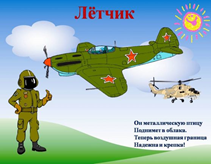 Лётчик
Он металлическую птицу
Поднимет в облака.
Теперь воздушная граница
Надежна и крепка!